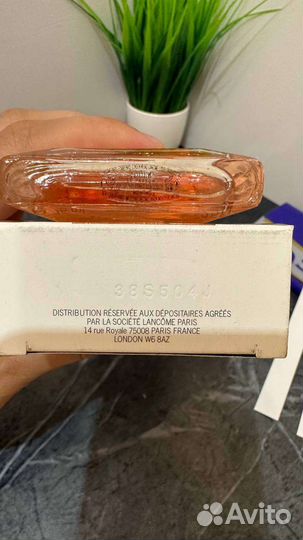 38S504
DISTRIBUTION RÉSERVÉE AUX DÉPOSITAIRES AGRÉÉS
PAR LA SOCIÉTÉ LANCÔME PARIS
14 rue Royale 75008 PARIS FRANCE
LONDON W6 8AZ
Avito